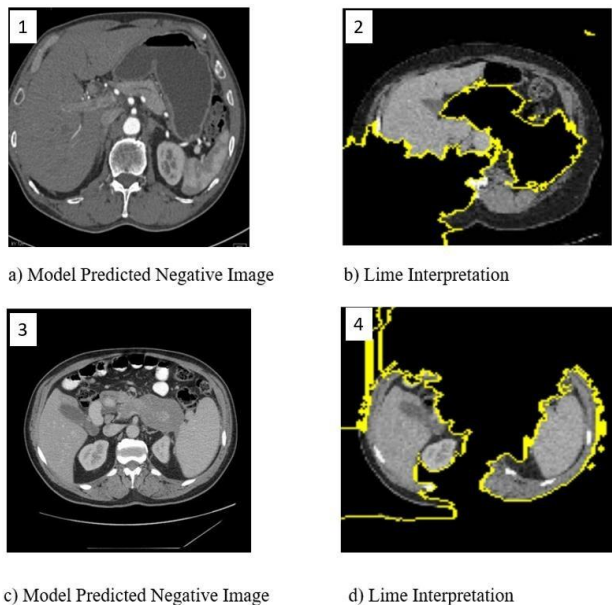 1
2
a) Model Predicted Negative Image
b) Lime Interpretation
3
4
c) Model Predicted Negative Image
d) Lime Interpretation